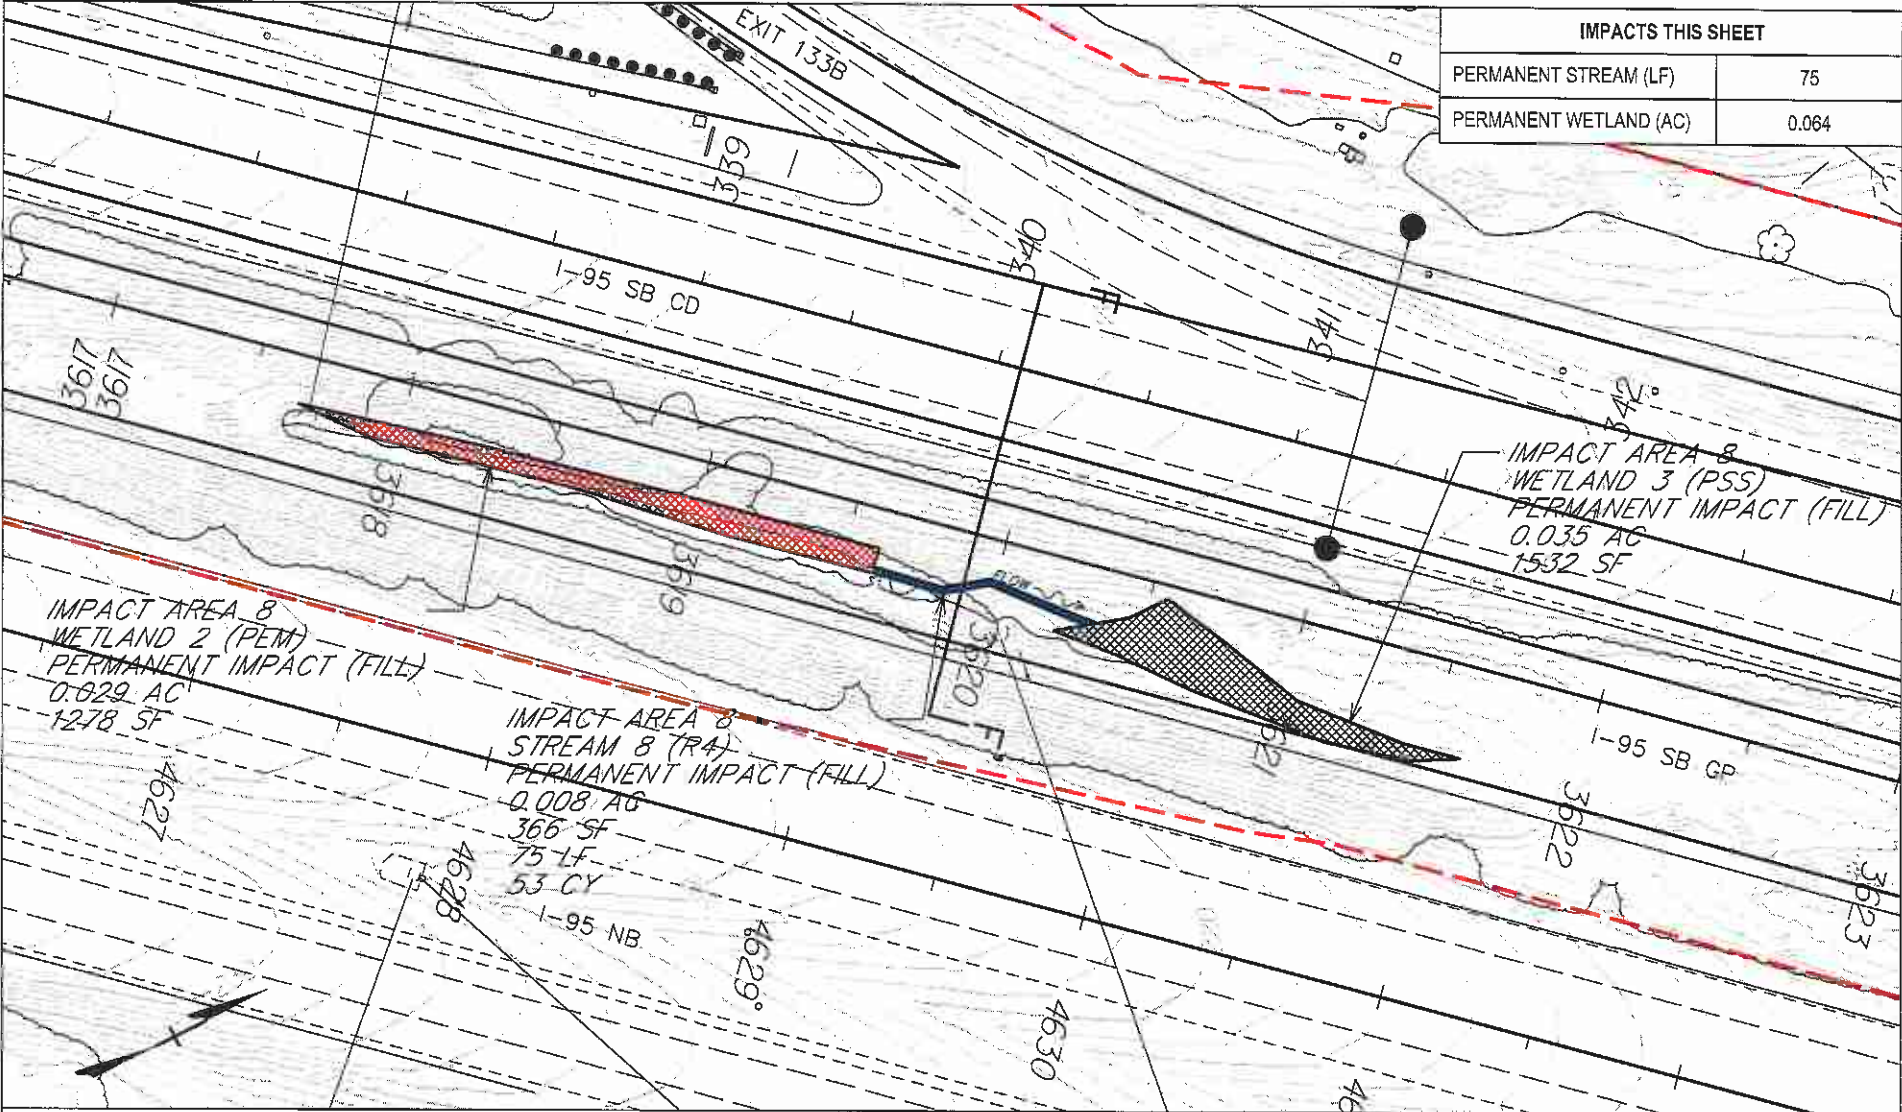 IMPACTS THIS SHEET
PERMANENT STREAM (LF) 75
PERMANENT WETLAND (AC) 0.064
EXIT 133B
339
340
F
341
342
I-95 SB CD
3617
3617
3618
3619
3620
F
FLOW
IMPACT AREA 8
WETLAND 3 (PSS)
PERMANENT IMPACT (FILL)
0.035 AC
1532 SF
IMPACT AREA 8
WETLAND 2 (PEM)
PERMANENT IMPACT (FILL)
0.029 AC
1278 SF
IMPACT AREA 8
STREAM 8 (R4)
PERMANENT IMPACT (FILL)
0.008 AC
366 SF
75 LF
53 CY
I-95 NB
I-95 SB GP
621
3622
3623
4627
4628
4629
4630
46